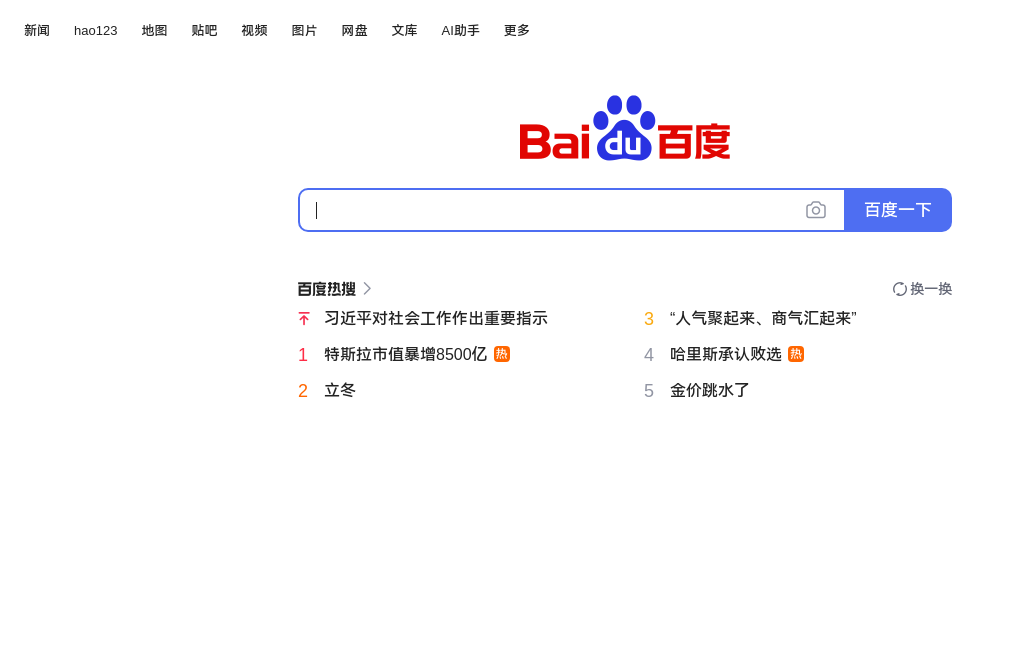 新闻 hao123 地图 贴吧 视频 图片 网盘 文库 AI助手 更多
Bai du 百度
百度一下
百度热搜 换一换
习近平对社会工作作出重要指示
1 特斯拉市值暴增8500亿 热
2 立冬
3 “人气聚起来、商气汇起来”
4 哈里斯承认败选 热
5 金价跳水了